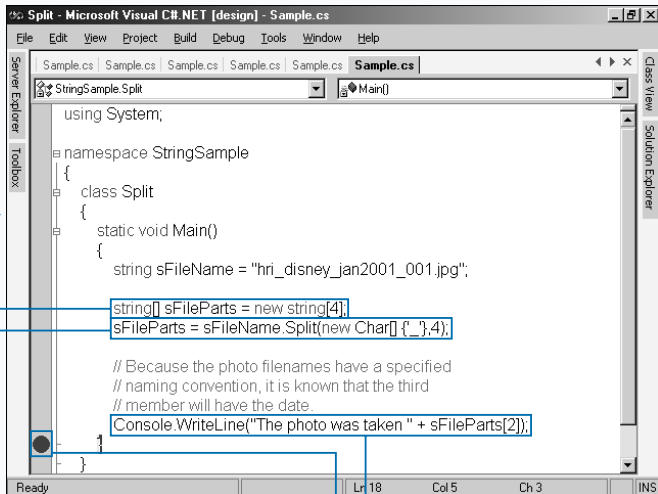 Split - Microsoft Visual C#.NET [design] - Sample.cs
File Edit View Project Build Debug Tools Window Help
Sample.cs Sample.cs Sample.cs Sample.cs Sample.cs Sample.cs
StringSample.Split Main()
Server Explorer
Toolbox
Class View
Solution Explorer
using System;
namespace StringSample
{
class Split
{
static void Main()
{
string sFileName = "hri_disney_jan2001_001.jpg";
string[] sFileParts = new string[4];
sFileParts = sFileName.Split(new Char[] {'_'},4);
// Because the photo filenames have a specified
// naming convention, it is known that the third
// member will have the date.
Console.WriteLine("The photo was taken " + sFileParts[2]);
}
}
Ready Ln 18 Col 5 Ch 3 INS